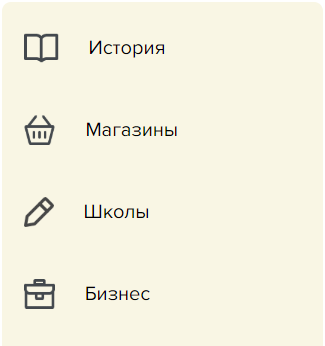 История
Магазины
Школы
Бизнес